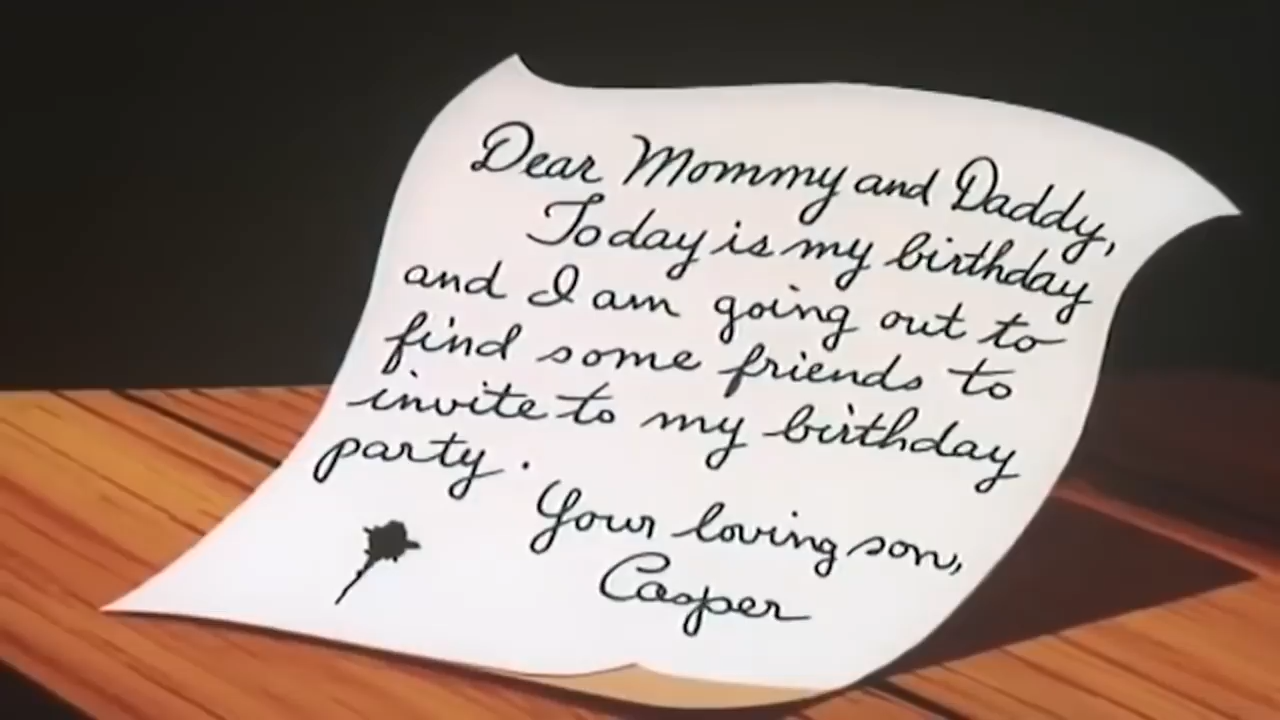 Dear Mommy and Daddy,
Today is my birthday
and I am going out to
find some friends to
invite to my birthday
party.
Your loving son,
Casper